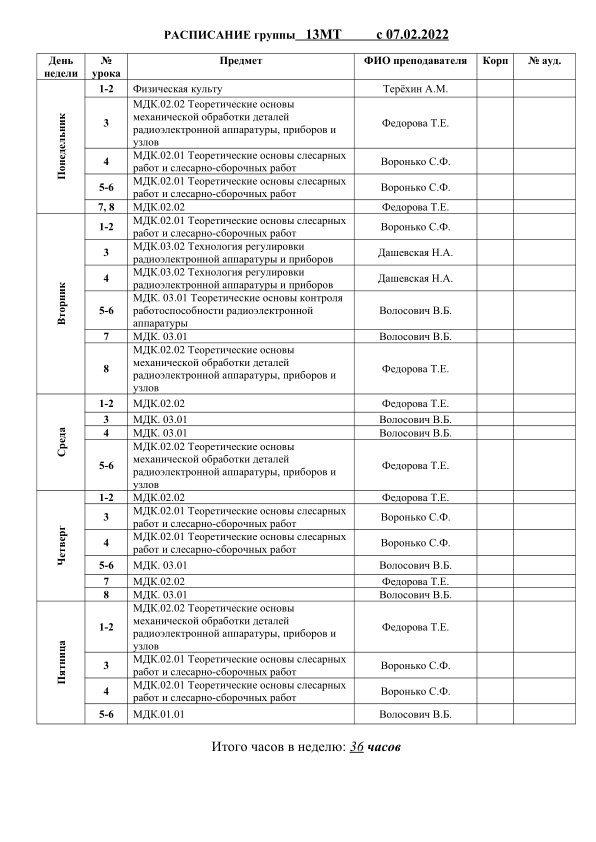 РАСПИСАНИЕ группы 13МТ с 07.02.2022
День недели № урока Предмет ФИО преподавателя Корп № ауд.
Понедельник
1-2 Физическая культу Терёхин А.М.
МДК.02.02 Теоретические основы
механической обработки деталей
3 радиоэлектронной аппаратуры, приборов и Федорова Т.Е.
узлов
4 МДК.02.01 Теоретические основы слесарных Воронько С.Ф.
работ и слесарно-сборочных работ
5-6 МДК.02.01 Теоретические основы слесарных Воронько С.Ф.
работ и слесарно-сборочных работ
7, 8 МДК.02.02 Федорова Т.Е.
Вторник
1-2 МДК.02.01 Теоретические основы слесарных Воронько С.Ф.
работ и слесарно-сборочных работ
3 МДК.03.02 Технология регулировки Дашевская Н.А.
радиоэлектронной аппаратуры и приборов
4 МДК.03.02 Технология регулировки Дашевская Н.А.
радиоэлектронной аппаратуры и приборов
МДК. 03.01 Теоретические основы контроля
5-6 работоспособности радиоэлектронной Волосович В.Б.
аппаратуры
7 МДК. 03.01 Волосович В.Б.
МДК.02.02 Теоретические основы
механической обработки деталей
8 радиоэлектронной аппаратуры, приборов и Федорова Т.Е.
узлов
Среда
1-2 МДК.02.02 Федорова Т.Е.
3 МДК. 03.01 Волосович В.Б.
4 МДК. 03.01 Волосович В.Б.
МДК.02.02 Теоретические основы
механической обработки деталей
5-6 радиоэлектронной аппаратуры, приборов и Федорова Т.Е.
узлов
Четверг
1-2 МДК.02.02 Федорова Т.Е.
3 МДК.02.01 Теоретические основы слесарных Воронько С.Ф.
работ и слесарно-сборочных работ
4 МДК.02.01 Теоретические основы слесарных Воронько С.Ф.
работ и слесарно-сборочных работ
5-6 МДК. 03.01 Волосович В.Б.
7 МДК.02.02 Федорова Т.Е.
8 МДК. 03.01 Волосович В.Б.
Пятница
МДК.02.02 Теоретические основы
механической обработки деталей
1-2 радиоэлектронной аппаратуры, приборов и Федорова Т.Е.
узлов
3 МДК.02.01 Теоретические основы слесарных Воронько С.Ф.
работ и слесарно-сборочных работ
4 МДК.02.01 Теоретические основы слесарных Воронько С.Ф.
работ и слесарно-сборочных работ
5-6 МДК.01.01 Волосович В.Б.
Итого часов в неделю: 36 часов